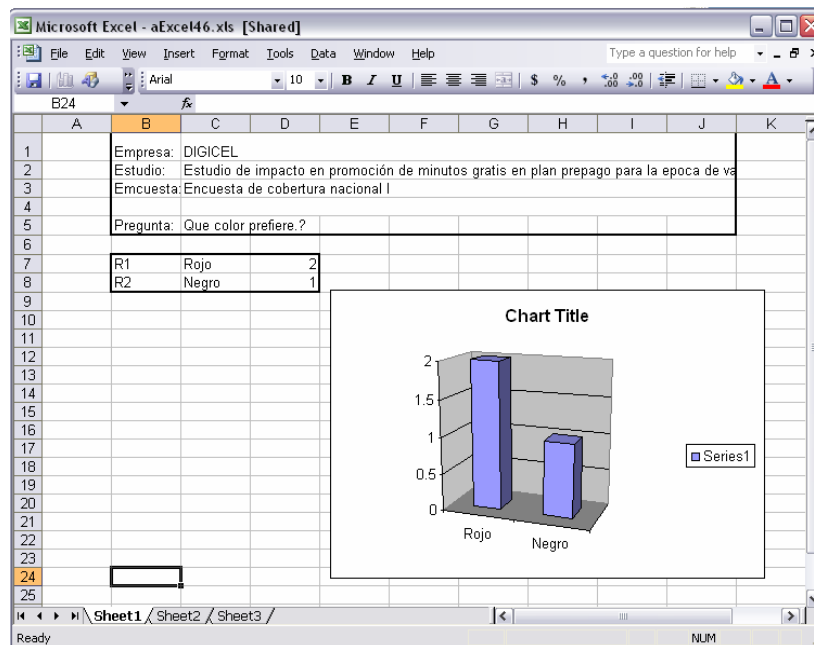 Microsoft Excel - aExcel46.xls [Shared]
File Edit View Insert Format Tools Data Window Help Type a question for help
Arial 10 B I U $ % , .00 .0
B24 fx
A B C D E F G H I J K
1 Empresa: DIGICEL
2 Estudio: Estudio de impacto en promoción de minutos gratis en plan prepago para la epoca de va
3 Emcuesta: Encuesta de cobertura nacional I
4
5 Pregunta: Que color prefiere.?
6
7 R1 Rojo 2
8 R2 Negro 1
9
10
11
12
13
14
15
16
17
18
19
20
21
22
23
24
25
Chart Title
2
1.5
1
0.5
0
Rojo Negro
Series1
Sheet1 / Sheet2 / Sheet3 /
Ready NUM